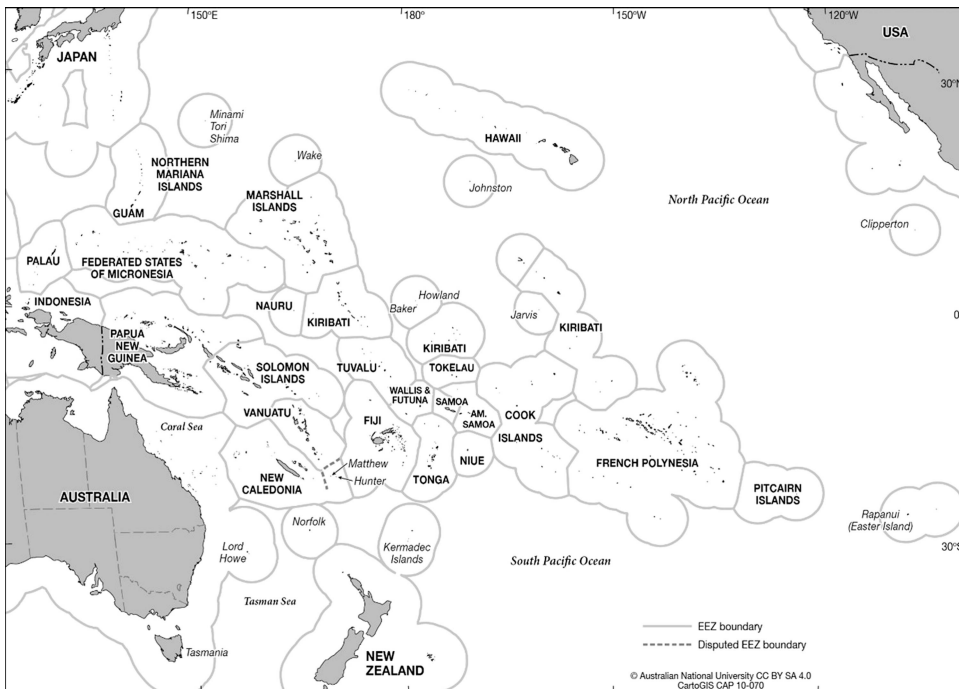 150°E
180°
150°W
120°W
USA
JAPAN
30°N
Minami
Tori
Shima
HAWAII
Wake
NORTHERN
MARIANA
ISLANDS
Johnston
MARSHALL
ISLANDS
North Pacific Ocean
GUAM
Clipperton
PALAU
FEDERATED STATES
OF MICRONESIA
INDONESIA
NAURU
Howland
Baker
Jarvis
0
KIRIBATI
KIRIBATI
PAPUA
NEW
GUINEA
KIRIBATI
SOLOMON
ISLANDS
TUVALU
TOKELAU
WALLIS &
FUTUNA
SAMOA
AM.
SAMOA
VANUATU
FIJI
COOK
ISLANDS
Coral Sea
NIUE
FRENCH POLYNESIA
Matthew
Hunter
NEW
CALEDONIA
TONGA
PITCAIRN
ISLANDS
AUSTRALIA
Rapanui
(Easter Island)
Norfolk
Lord
Howe
Kermadec
Islands
30°S
South Pacific Ocean
Tasman Sea
EEZ boundary
Disputed EEZ boundary
Tasmania
NEW
ZEALAND
© Australian National University CC BY SA 4.0
CartoGIS CAP 10-070